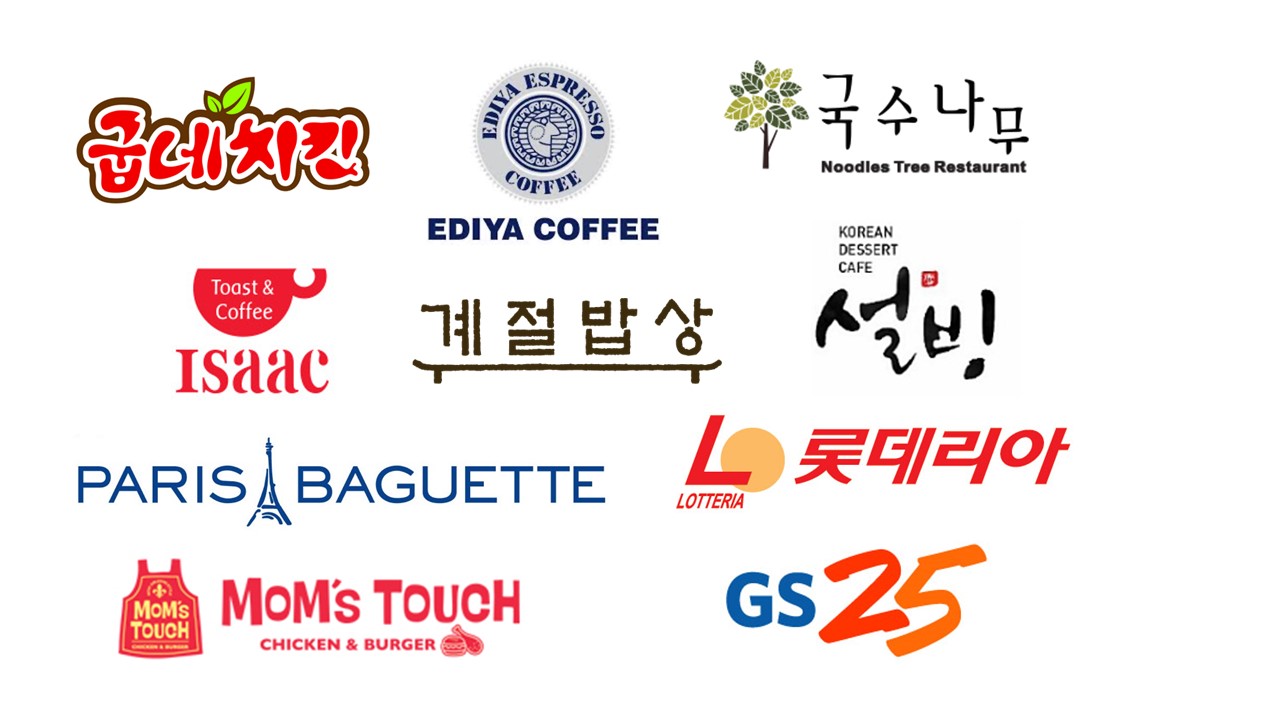 굽네치킨
EDIYA ESPRESSO
COFFEE
EDIYA COFFEE
국수나무
Noodles Tree Restaurant
Toast &
Coffee
Isaac
계절밥상
KOREAN
DESSERT
CAFE
설빙
PARIS BAGUETTE
L
LOTTERIA
롯데리아
MOM's
TOUCH
CHICKEN & BURGER
MOM's TOUCH
CHICKEN & BURGER
GS25